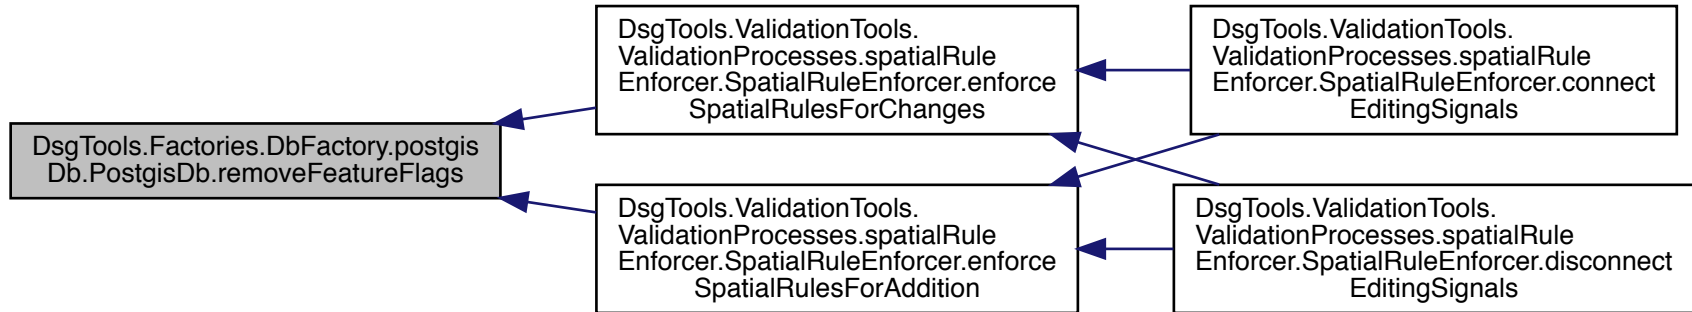 DsgTools.Factories.DbFactory.postgis
Db.PostgisDb.removeFeatureFlags
DsgTools.ValidationTools.
ValidationProcesses.spatialRule
Enforcer.SpatialRuleEnforcer.enforce
SpatialRulesForChanges
DsgTools.ValidationTools.
ValidationProcesses.spatialRule
Enforcer.SpatialRuleEnforcer.enforce
SpatialRulesForAddition
DsgTools.ValidationTools.
ValidationProcesses.spatialRule
Enforcer.SpatialRuleEnforcer.connect
EditingSignals
DsgTools.ValidationTools.
ValidationProcesses.spatialRule
Enforcer.SpatialRuleEnforcer.disconnect
EditingSignals